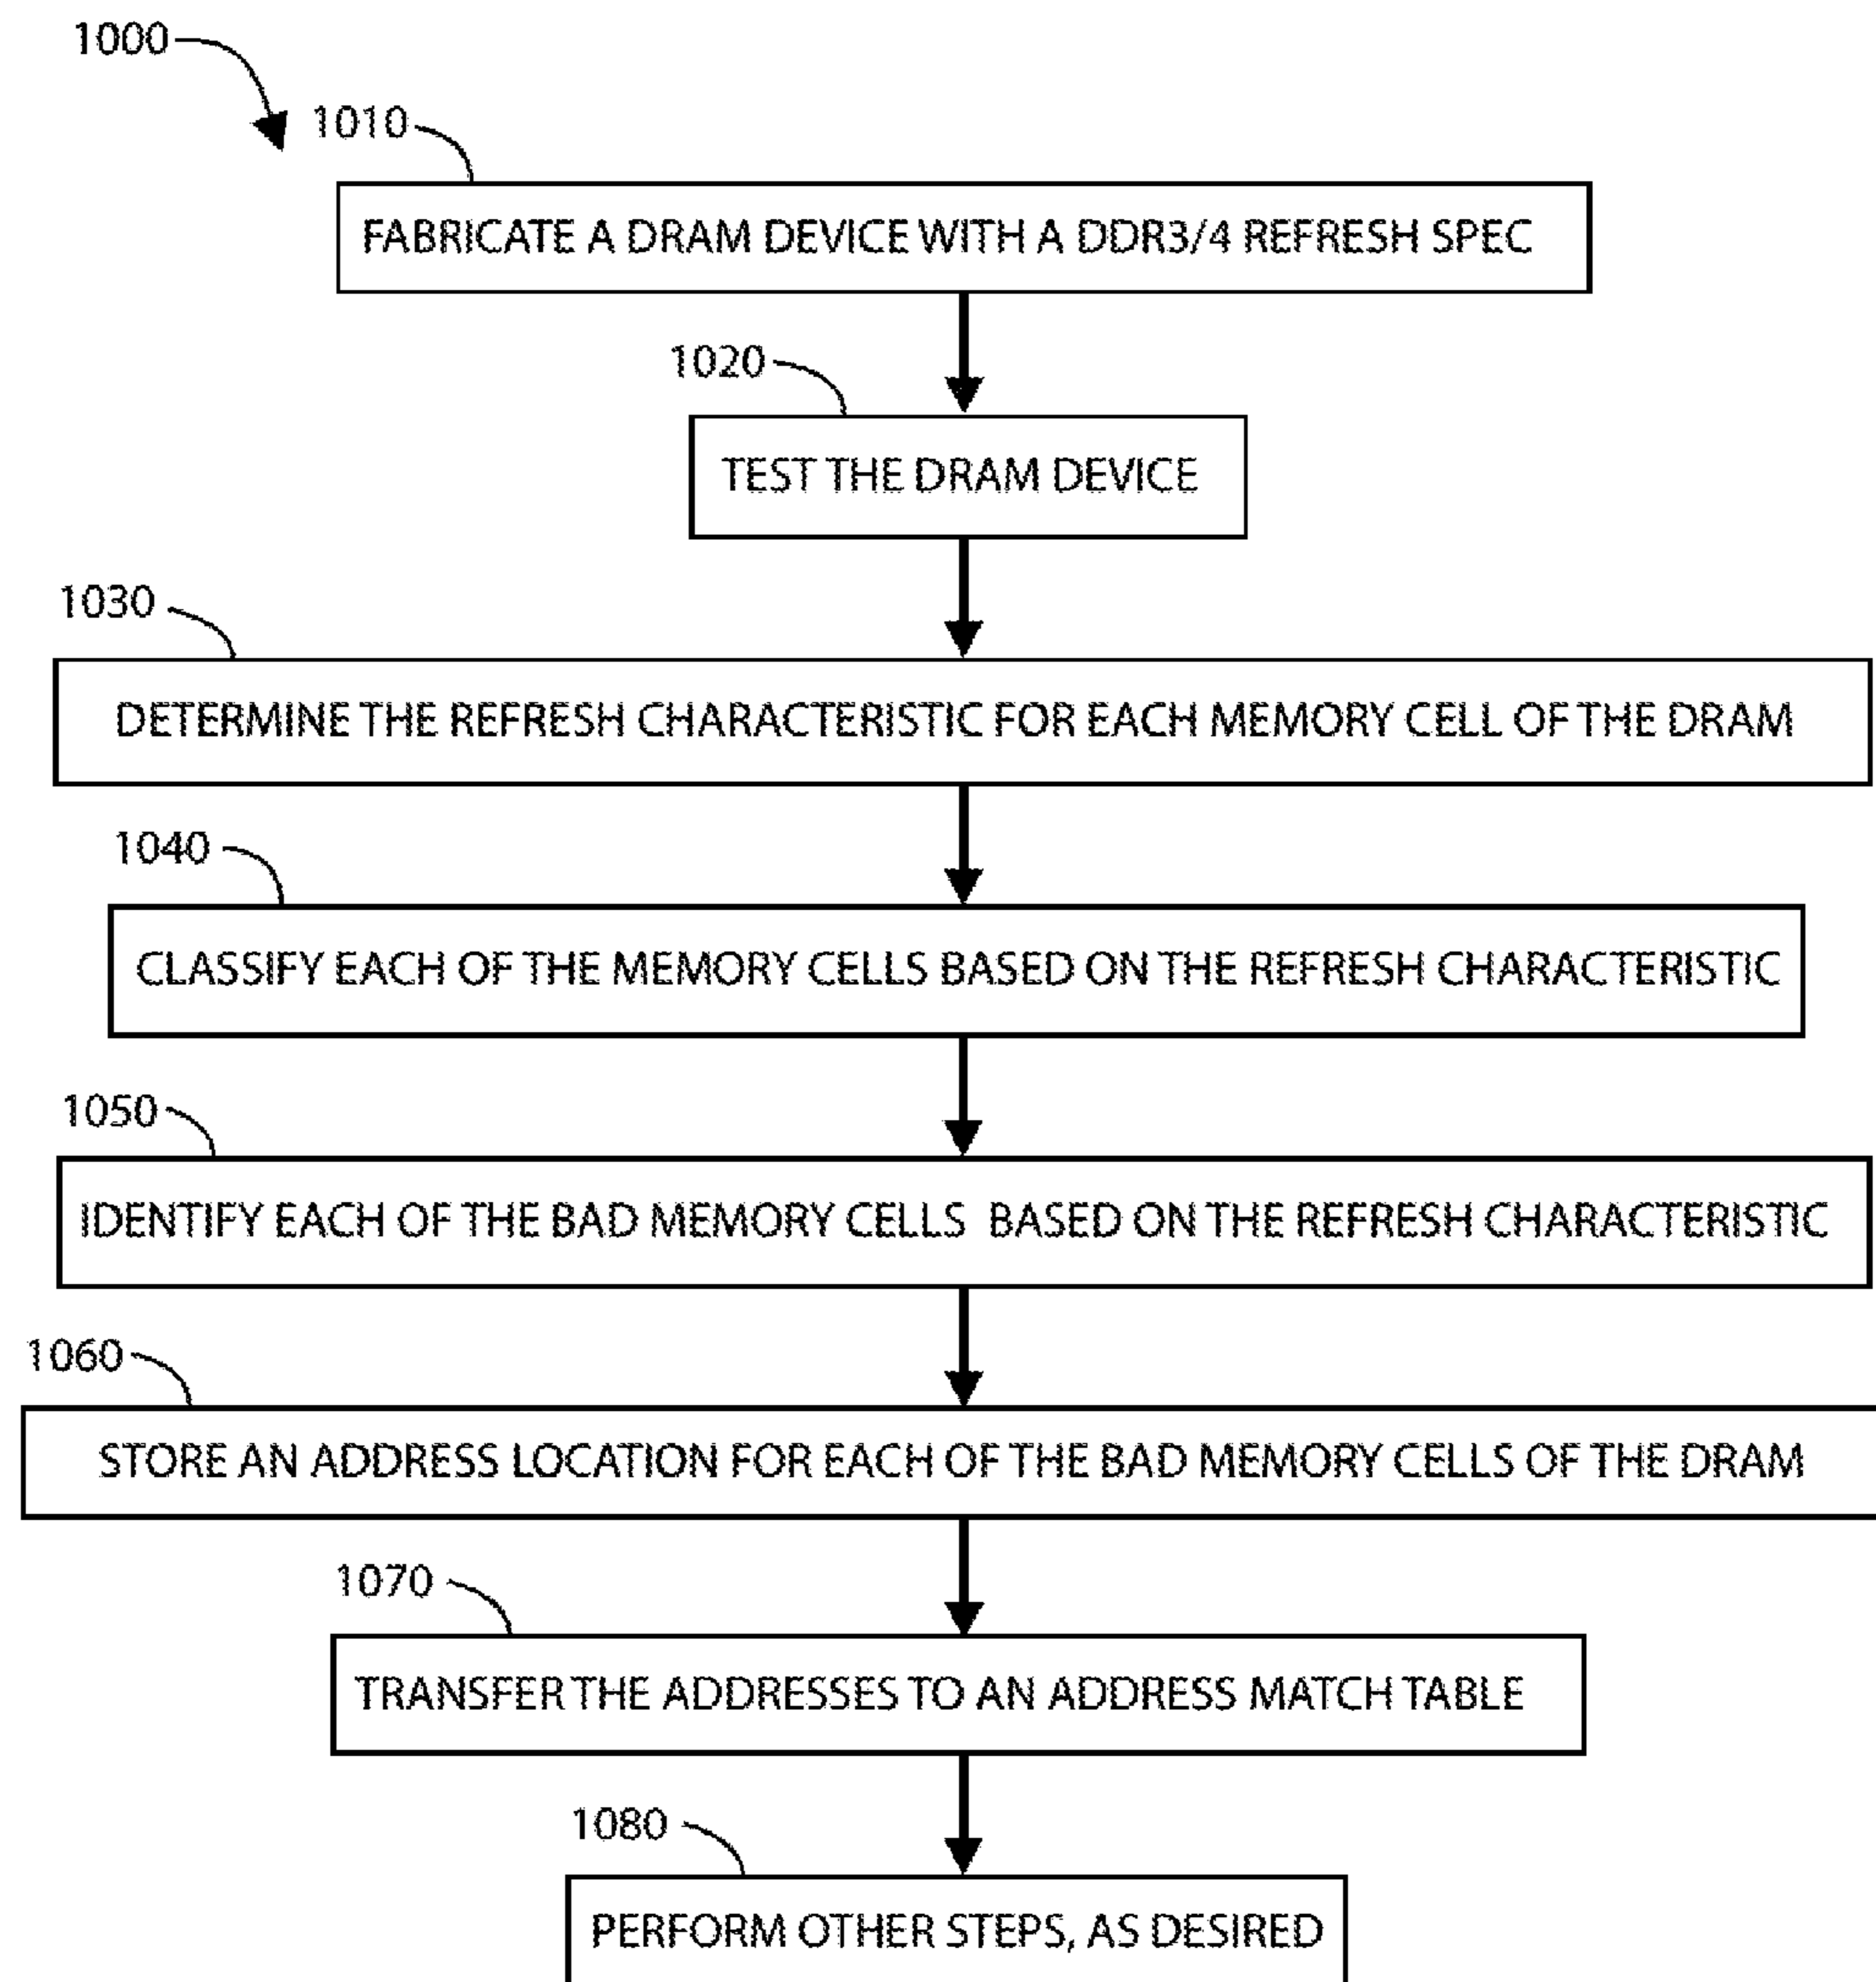 1000
1010
FABRICATE A DRAM DEVICE WITH A DDR3/4 REFRESH SPEC
1020
TEST THE DRAM DEVICE
1030
DETERMINE THE REFRESH CHARACTERISTIC FOR EACH MEMORY CELL OF THE DRAM
1040
CLASSIFY EACH OF THE MEMORY CELLS BASED ON THE REFRESH CHARACTERISTIC
1050
IDENTIFY EACH OF THE BAD MEMORY CELLS BASED ON THE REFRESH CHARACTERISTIC
1060
STORE AN ADDRESS LOCATION FOR EACH OF THE BAD MEMORY CELLS OF THE DRAM
1070
TRANSFER THE ADDRESSES TO AN ADDRESS MATCH TABLE
1080
PERFORM OTHER STEPS, AS DESIRED